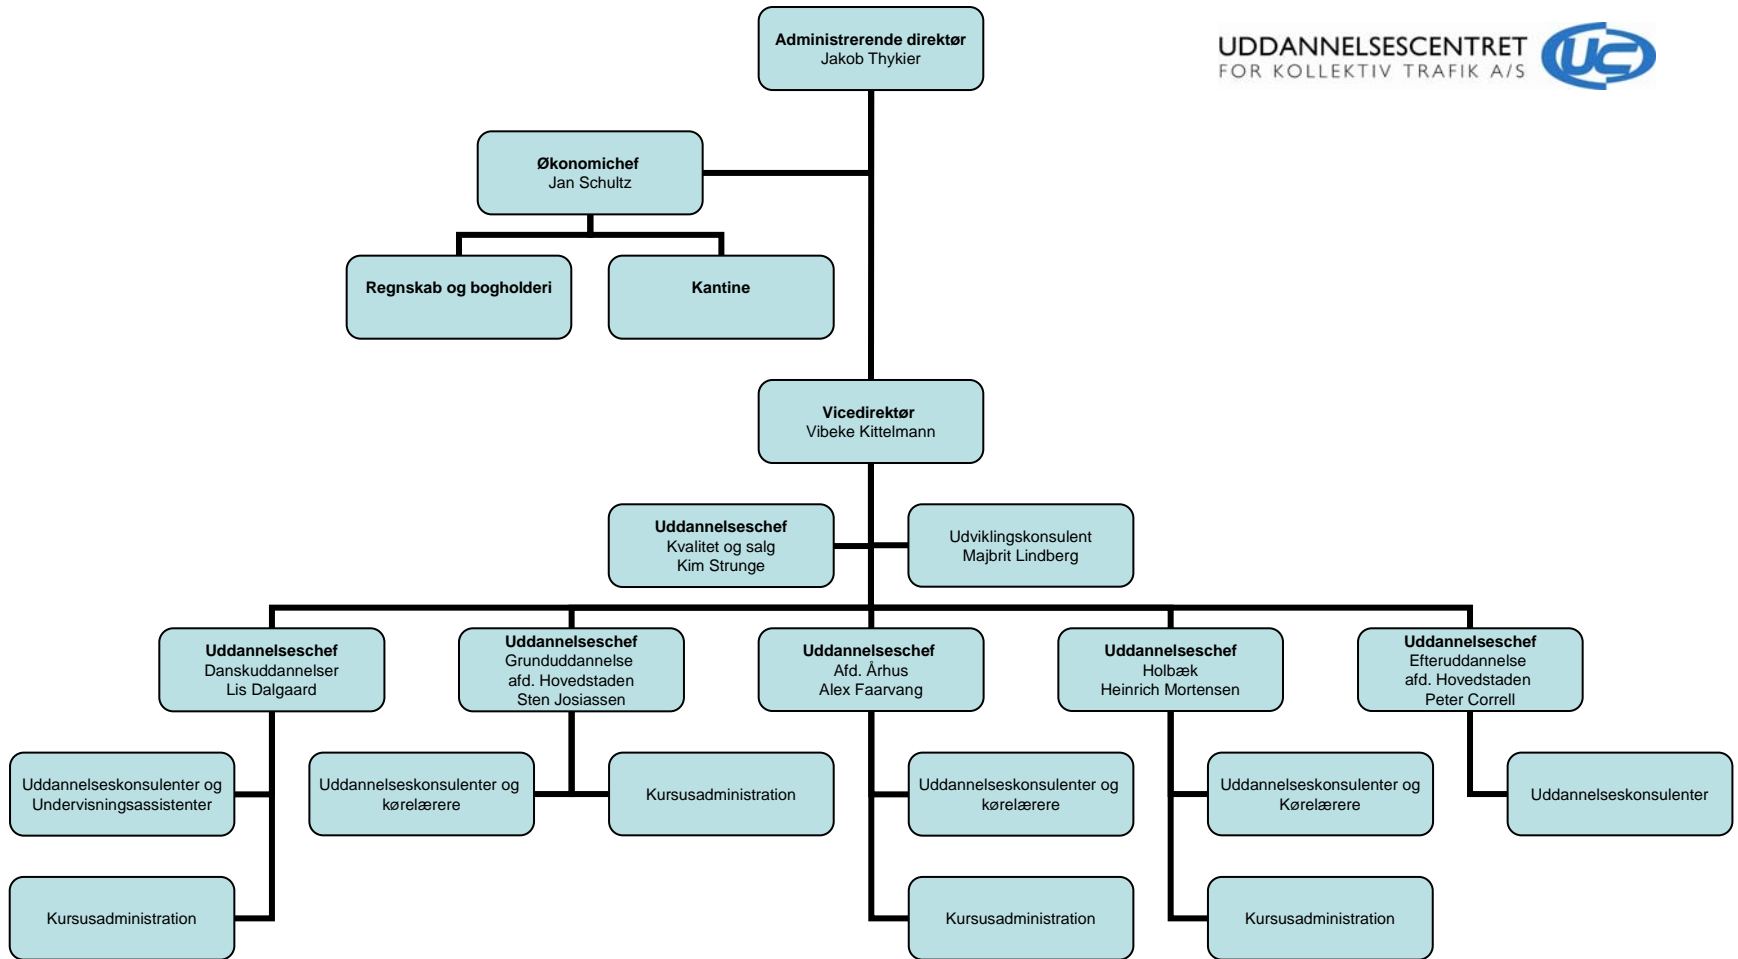 Administrerende direktør
Jakob Thykier
UDDANNELSESCENTRET
FOR KOLLEKTIV TRAFIK A/S
UC
Økonomichef
Jan Schultz
Regnskab og bogholderi
Kantine
Vicedirektør
Vibeke Kittelmann
Uddannelseschef
Kvalitet og salg
Kim Strunge
Udviklingskonsulent
Majbrit Lindberg
Uddannelseschef
Danskuddannelser
Lis Dalgaard
Uddannelseschef
Grunduddannelse
afd. Hovedstaden
Sten Josiassen
Uddannelseschef
Afd. Århus
Alex Faarvang
Uddannelseschef
Holbæk
Heinrich Mortensen
Uddannelseschef
Efteruddannelse
afd. Hovedstaden
Peter Correll
Uddannelseskonsulenter og
Undervisningsassistenter
Uddannelseskonsulenter og
kørelærere
Kursusadministration
Uddannelseskonsulenter og
kørelærere
Uddannelseskonsulenter og
Kørelærere
Uddannelseskonsulenter
Kursusadministration
Kursusadministration
Kursusadministration